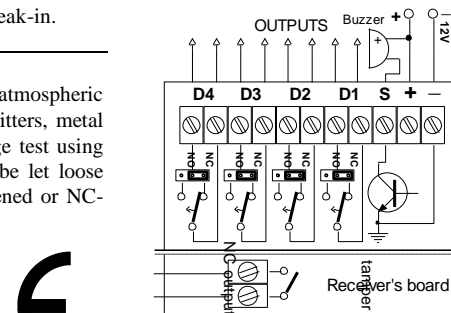 eak-in.
atmospheric
itters, metal
ge test using
be let loose
ened or NC-
OUTPUTS
Buzzer + –
12V
D4 D3 D2 D1 S + –
NO NC NO NC NO NC NO NC
NC output
tamper
Receiver's board